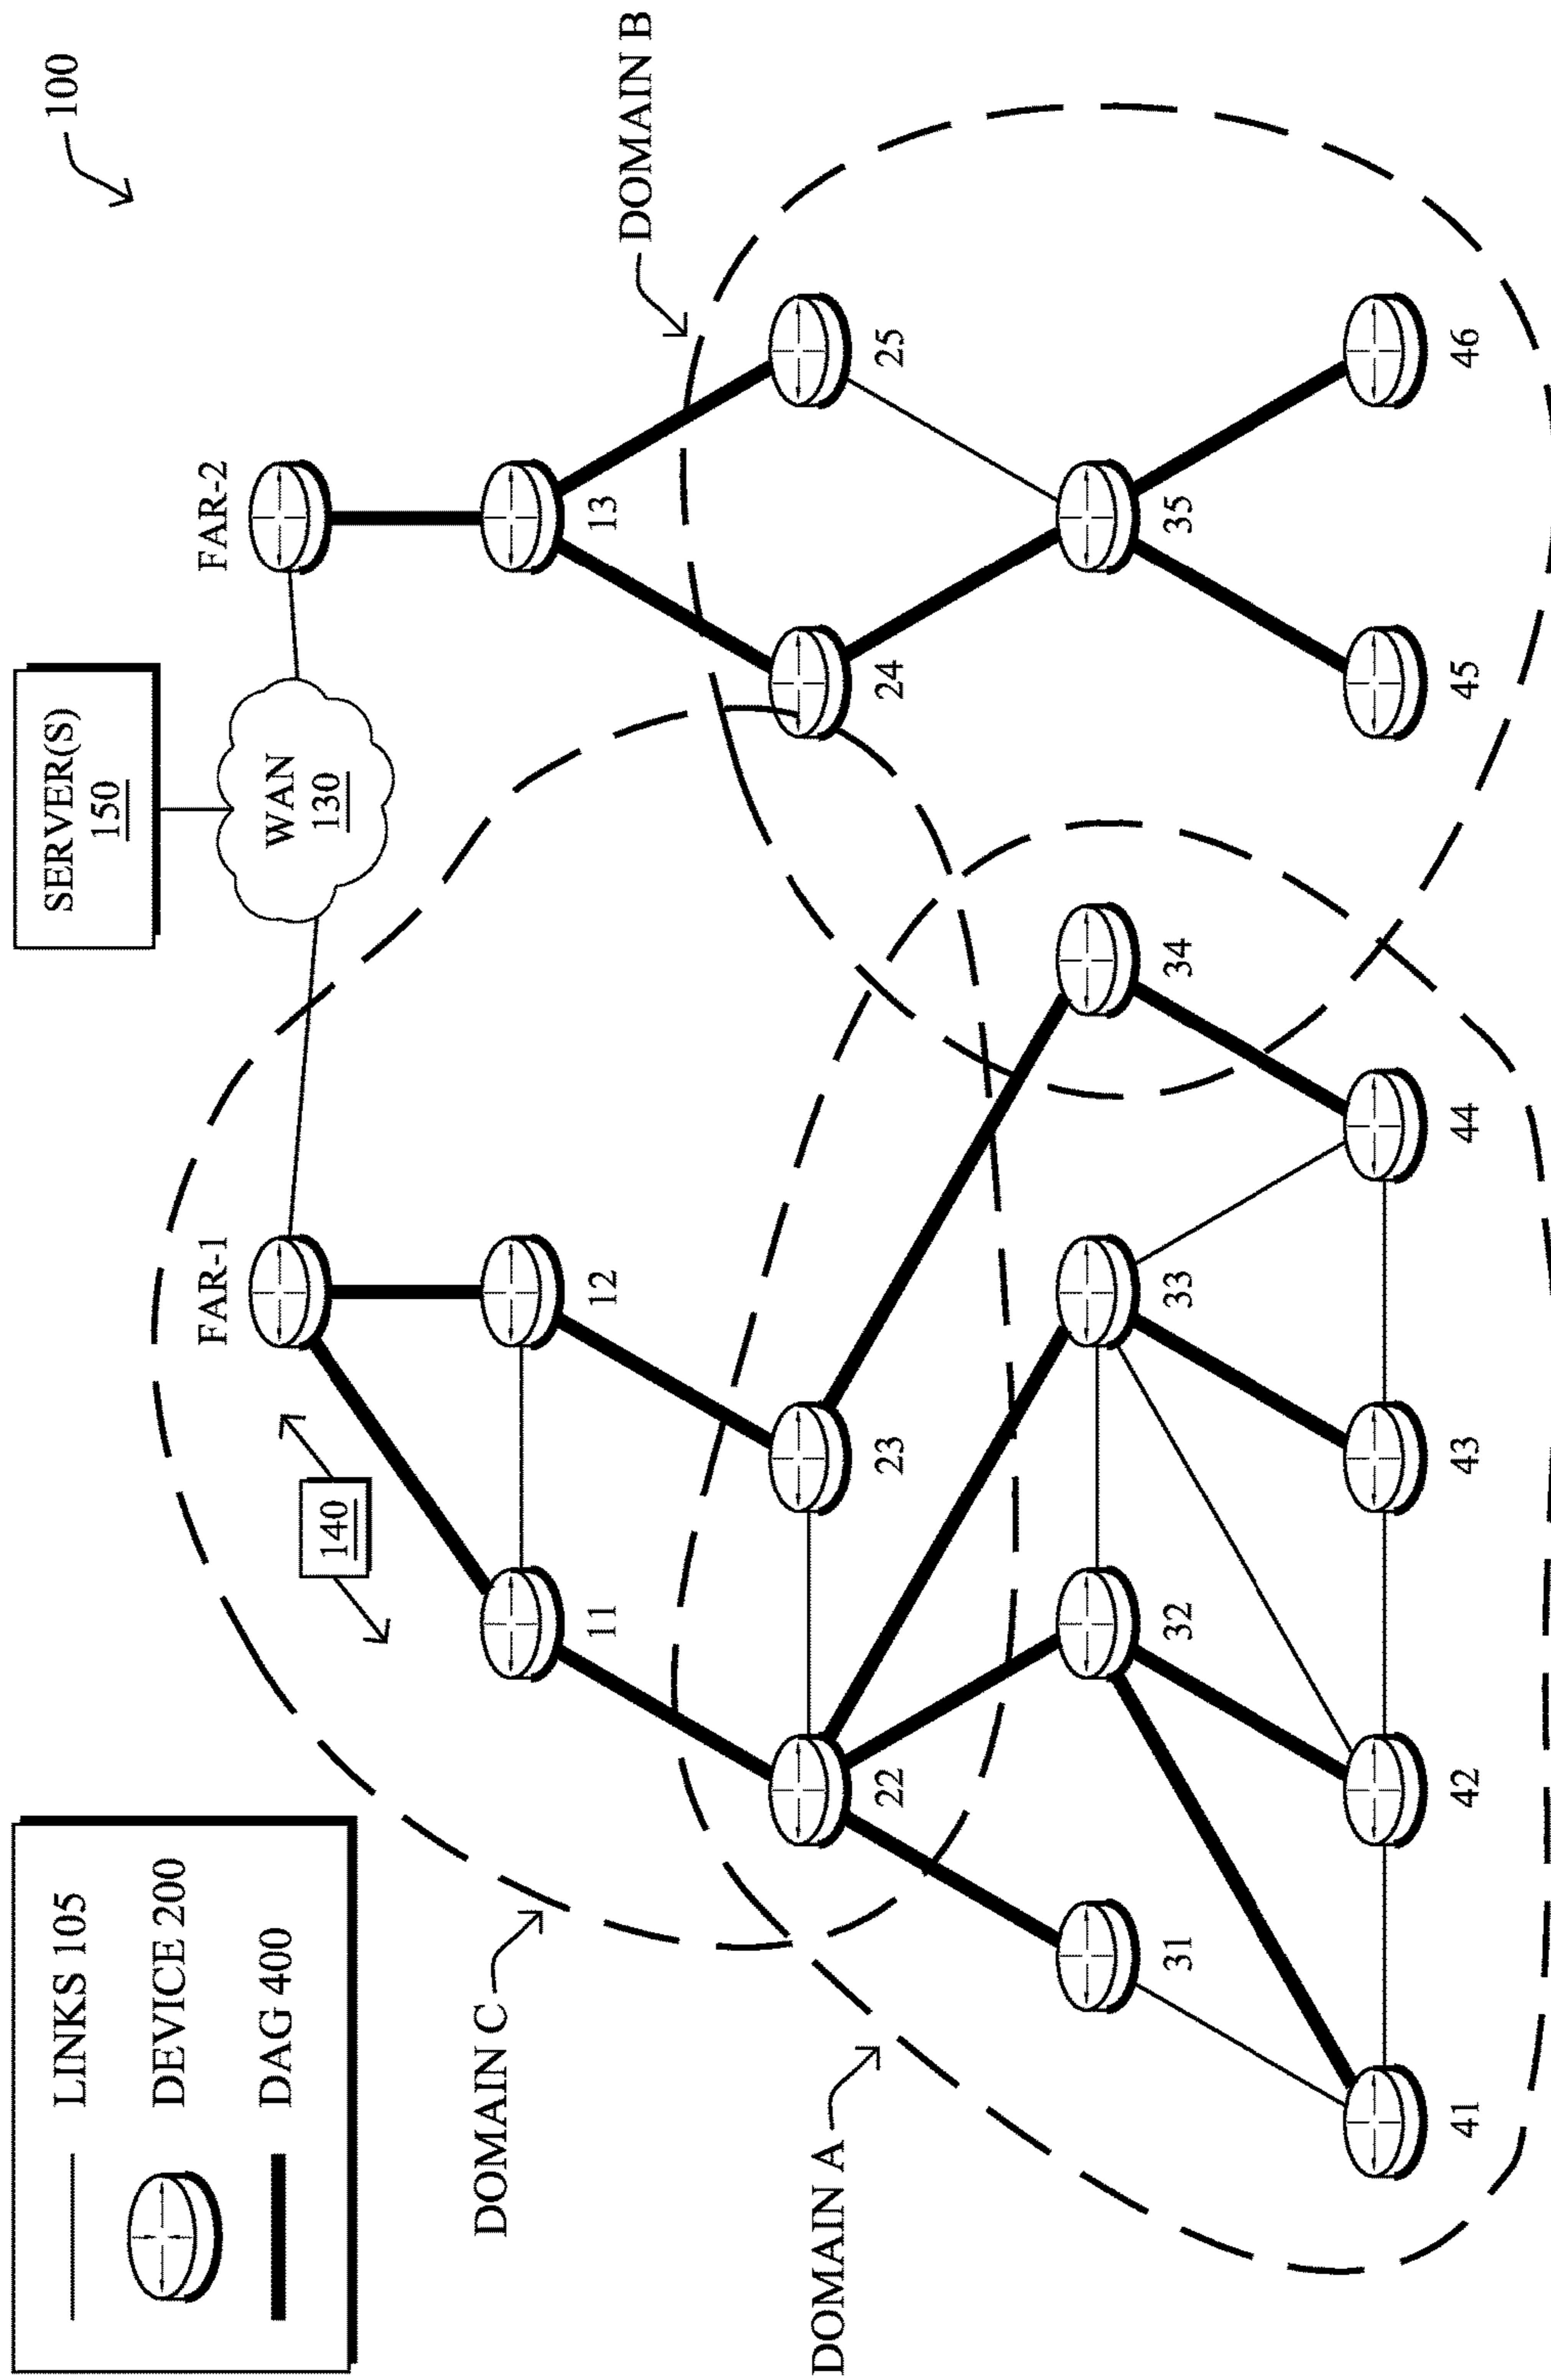 LINKS 105
DEVICE 200
DAG 400
SERVER(S)
150
100
WAN
130
FAR-1
FAR-2
140
DOMAIN C
DOMAIN B
11
12
13
DOMAIN A
22
23
24
25
31
32
33
34
35
41
42
43
44
45
46